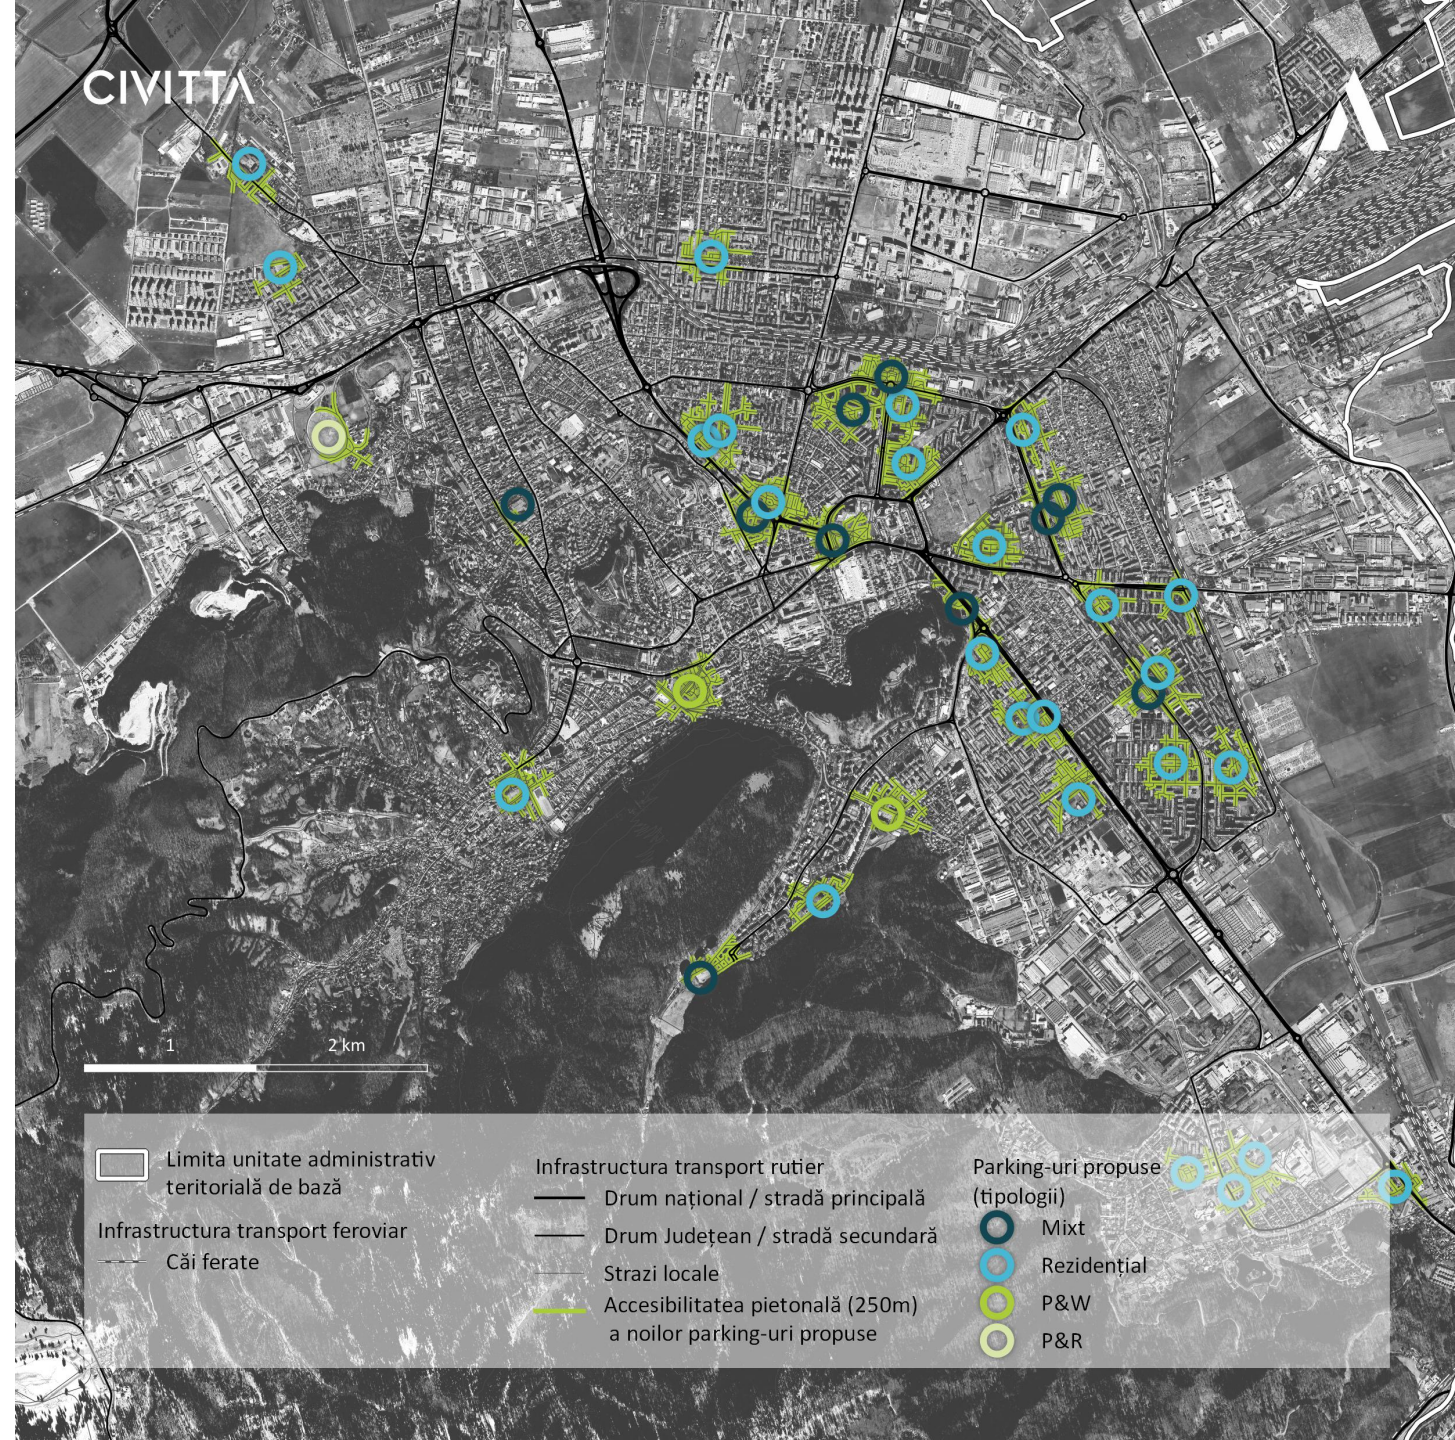 CIVITTA
1
2 km
Limita unitate administrativ
teritorială de bază
Infrastructura transport feroviar
Căi ferate
Infrastructura transport rutier
Drum național / stradă principală
Drum Județean / stradă secundară
Strazi locale
Accesibilitatea pietonală (250m)
a noilor parking-uri propuse
Parking-uri propuse
(tipologii)
Mixt
Rezidențial
P&W
P&R